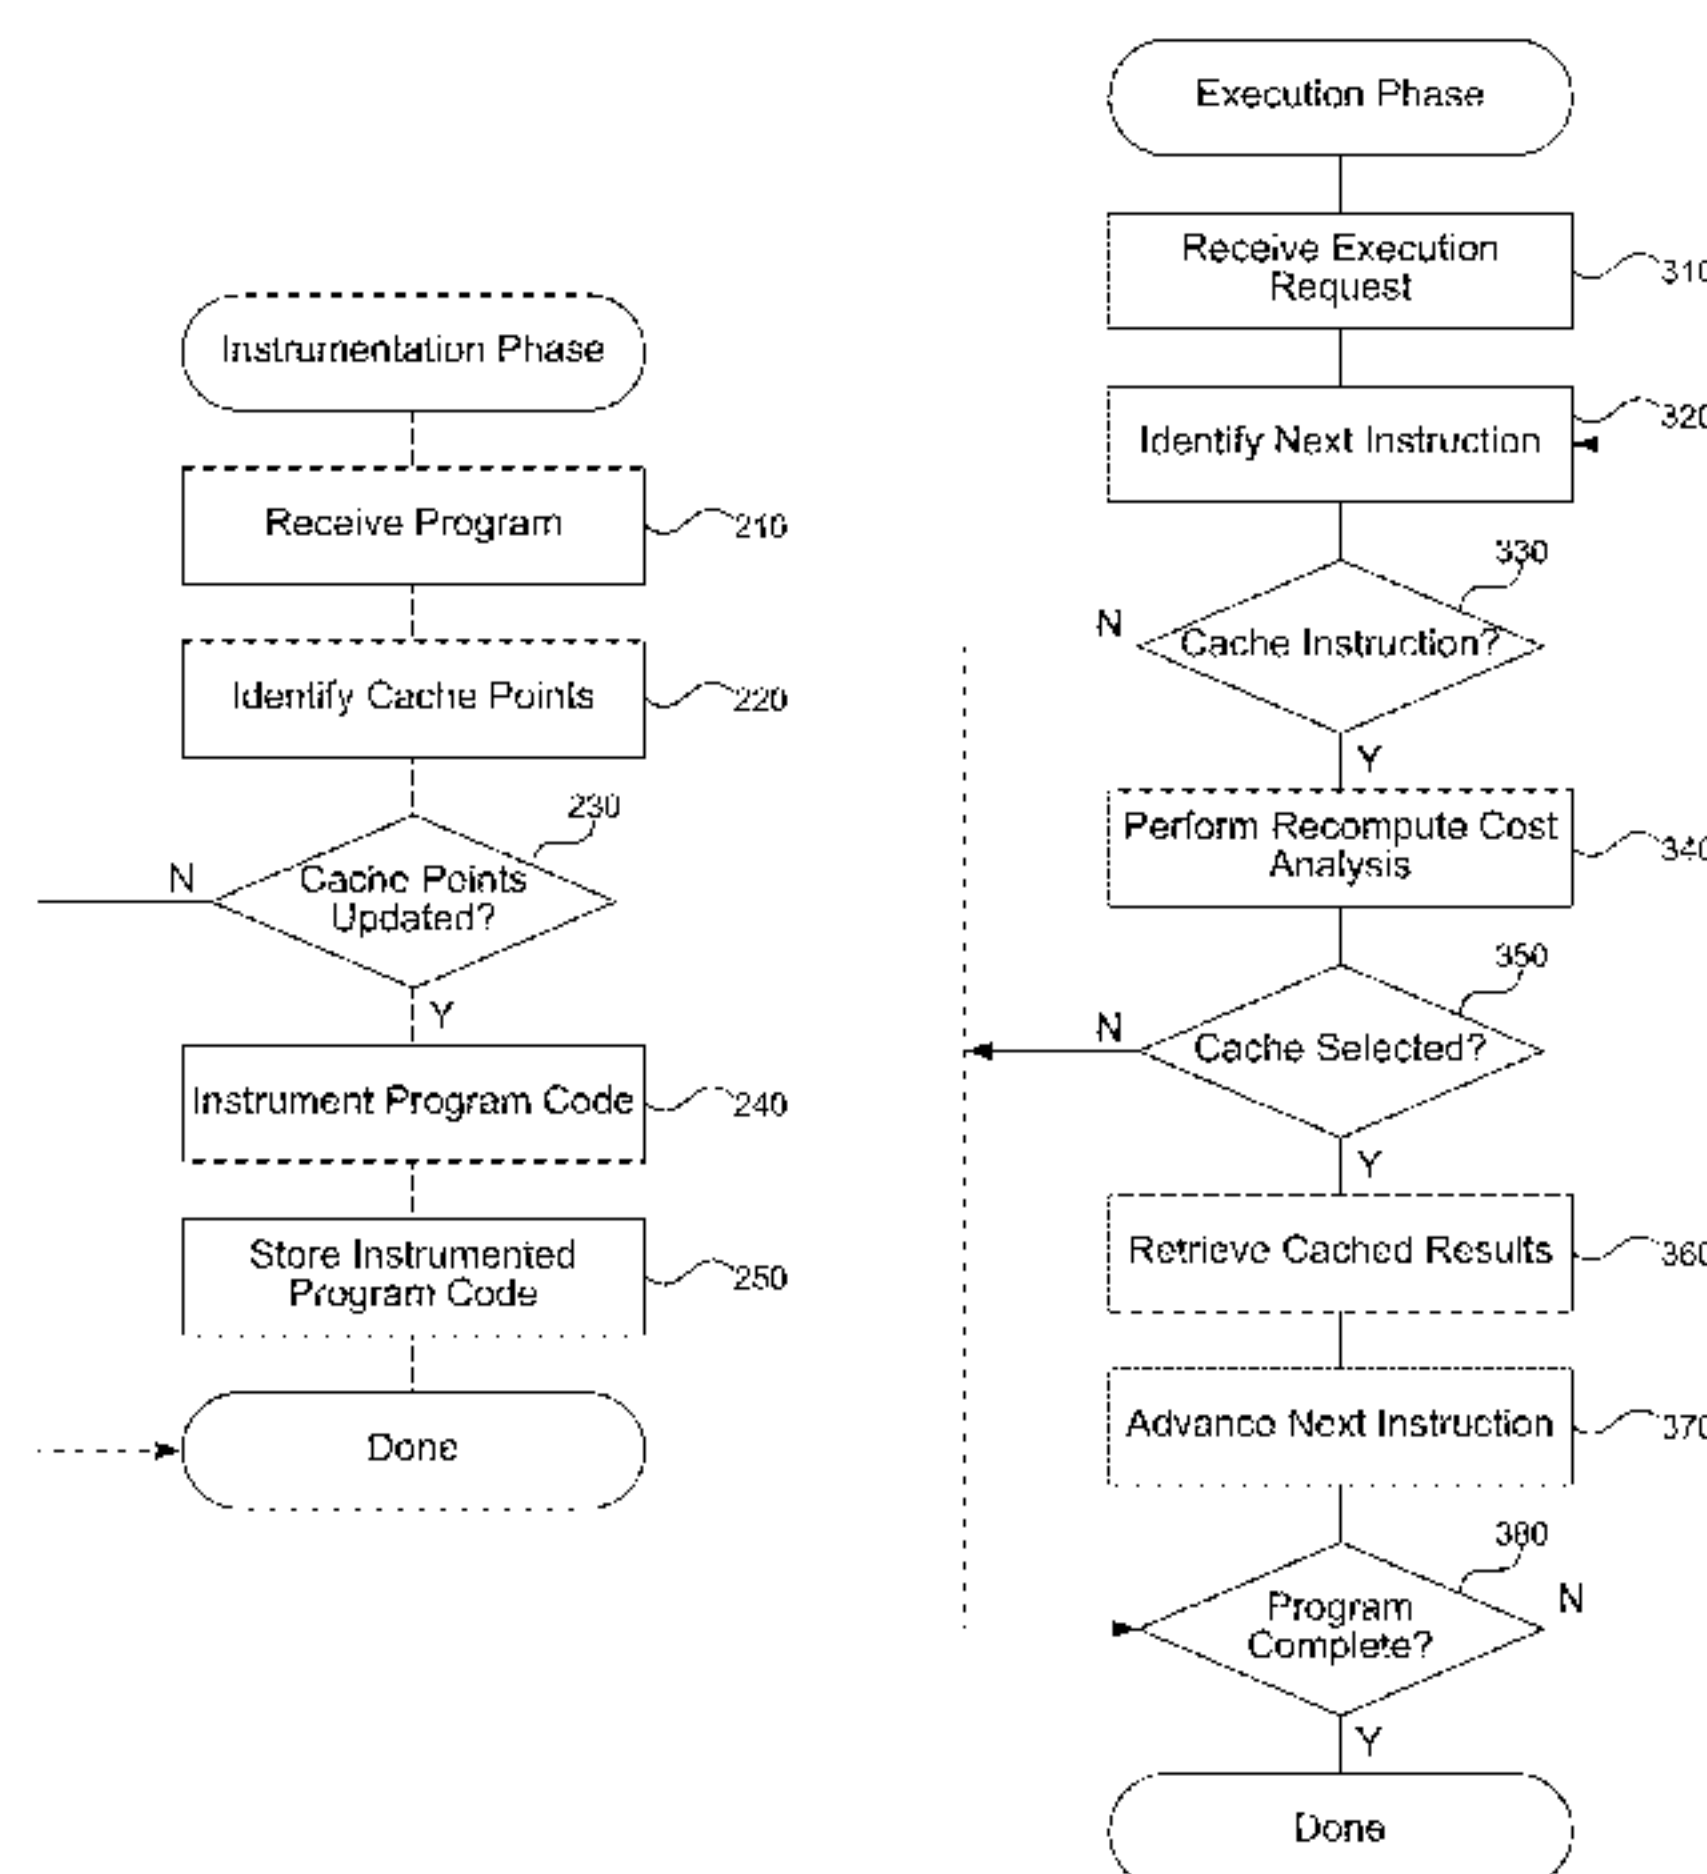 Instrumentation Phase
Receive Program
210
Identify Cache Points
220
230
N
Cache Points
Updated?
Y
Instrument Program Code
240
Store Instrumented
Program Code
250
Done
Execution Phase
Receive Execution
Request
310
Identify Next Instruction
320
330
N
Cache Instruction?
Y
Perform Recompute Cost
Analysis
340
350
N
Cache Selected?
Y
Retrieve Cached Results
360
Advance Next Instruction
370
380
N
Program
Complete?
Y
Done